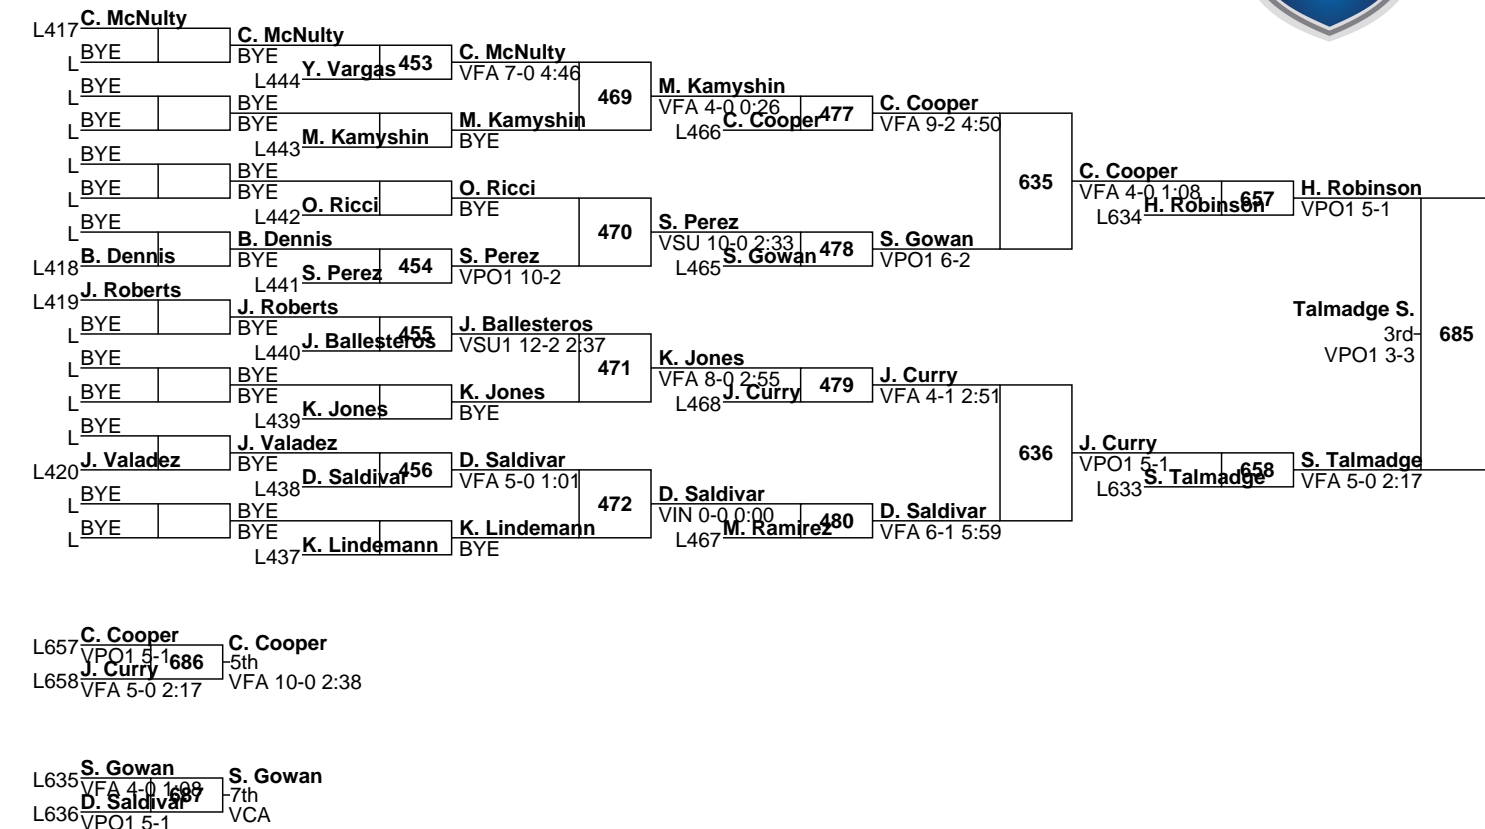 L417 C. McNulty
L BYE
L BYE
L BYE
L BYE
L BYE
L BYE
L418 B. Dennis
L419 J. Roberts
L BYE
L BYE
L BYE
L BYE
L420 J. Valadez
L BYE
L BYE
C. McNulty
BYE
L444 Y. Vargas 453
BYE
BYE
L443 M. Kamyshin
BYE
BYE
L442 O. Ricci
B. Dennis
BYE
L441 S. Perez 454
J. Roberts
BYE
L440 J. Ballesteros 455
BYE
BYE
L439 K. Jones
J. Valadez
BYE
L438 D. Saldivar 456
BYE
BYE
L437 K. Lindemann
C. McNulty
VFA 7-0 4:46
469
M. Kamyshin
BYE
O. Ricci
BYE
470
S. Perez
VPO1 10-2
J. Ballesteros
VSU1 12-2 2:37
471
K. Jones
BYE
D. Saldivar
VFA 5-0 1:01
472
K. Lindemann
BYE
M. Kamyshin
VFA 4-0 0:26
L466 C. Cooper 477
S. Perez
VSU 10-0 2:33
L465 S. Gowan 478
K. Jones
VFA 8-0 2:55
L468 J. Curry 479
D. Saldivar
VIN 0-0 0:00
L467 M. Ramirez 480
C. Cooper
VFA 9-2 4:50
635
S. Gowan
VPO1 6-2
J. Curry
VFA 4-1 2:51
636
D. Saldivar
VFA 6-1 5:59
C. Cooper
VFA 4-0 1:08
L634 H. Robinson 657
J. Curry
VPO1 5-1
L633 S. Talmadge 658
H. Robinson
VPO1 5-1
Talmadge S.
3rd
VPO1 3-3
685
S. Talmadge
VFA 5-0 2:17
L657 C. Cooper
VPO1 5-1
686
L658 J. Curry
VFA 5-0 2:17
C. Cooper
5th
VFA 10-0 2:38
L635 S. Gowan
VFA 4-0 1:08
687
L636 D. Saldivar
VPO1 5-1
S. Gowan
7th
VCA